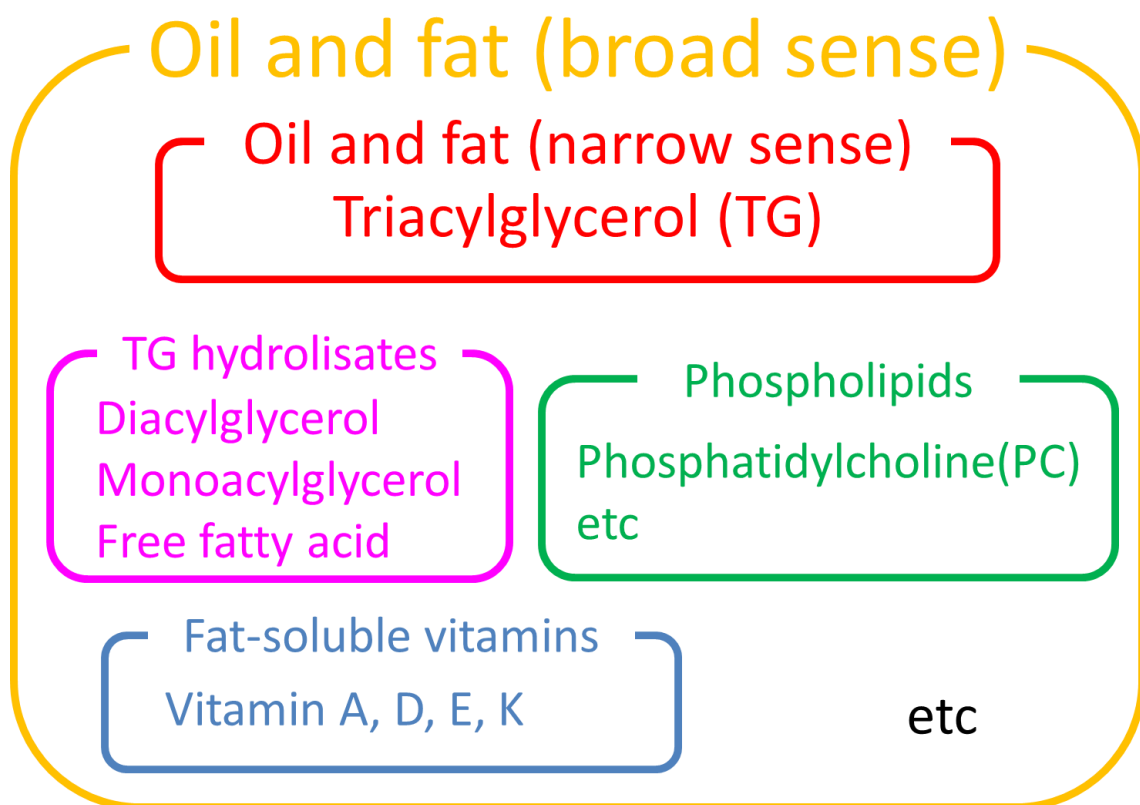 Oil and fat (broad sense)
Oil and fat (narrow sense)
Triacylglycerol (TG)
TG hydrolisates
Diacylglycerol
Monoacylglycerol
Free fatty acid
Phospholipids
Phosphatidylcholine(PC)
etc
Fat-soluble vitamins
Vitamin A, D, E, K
etc